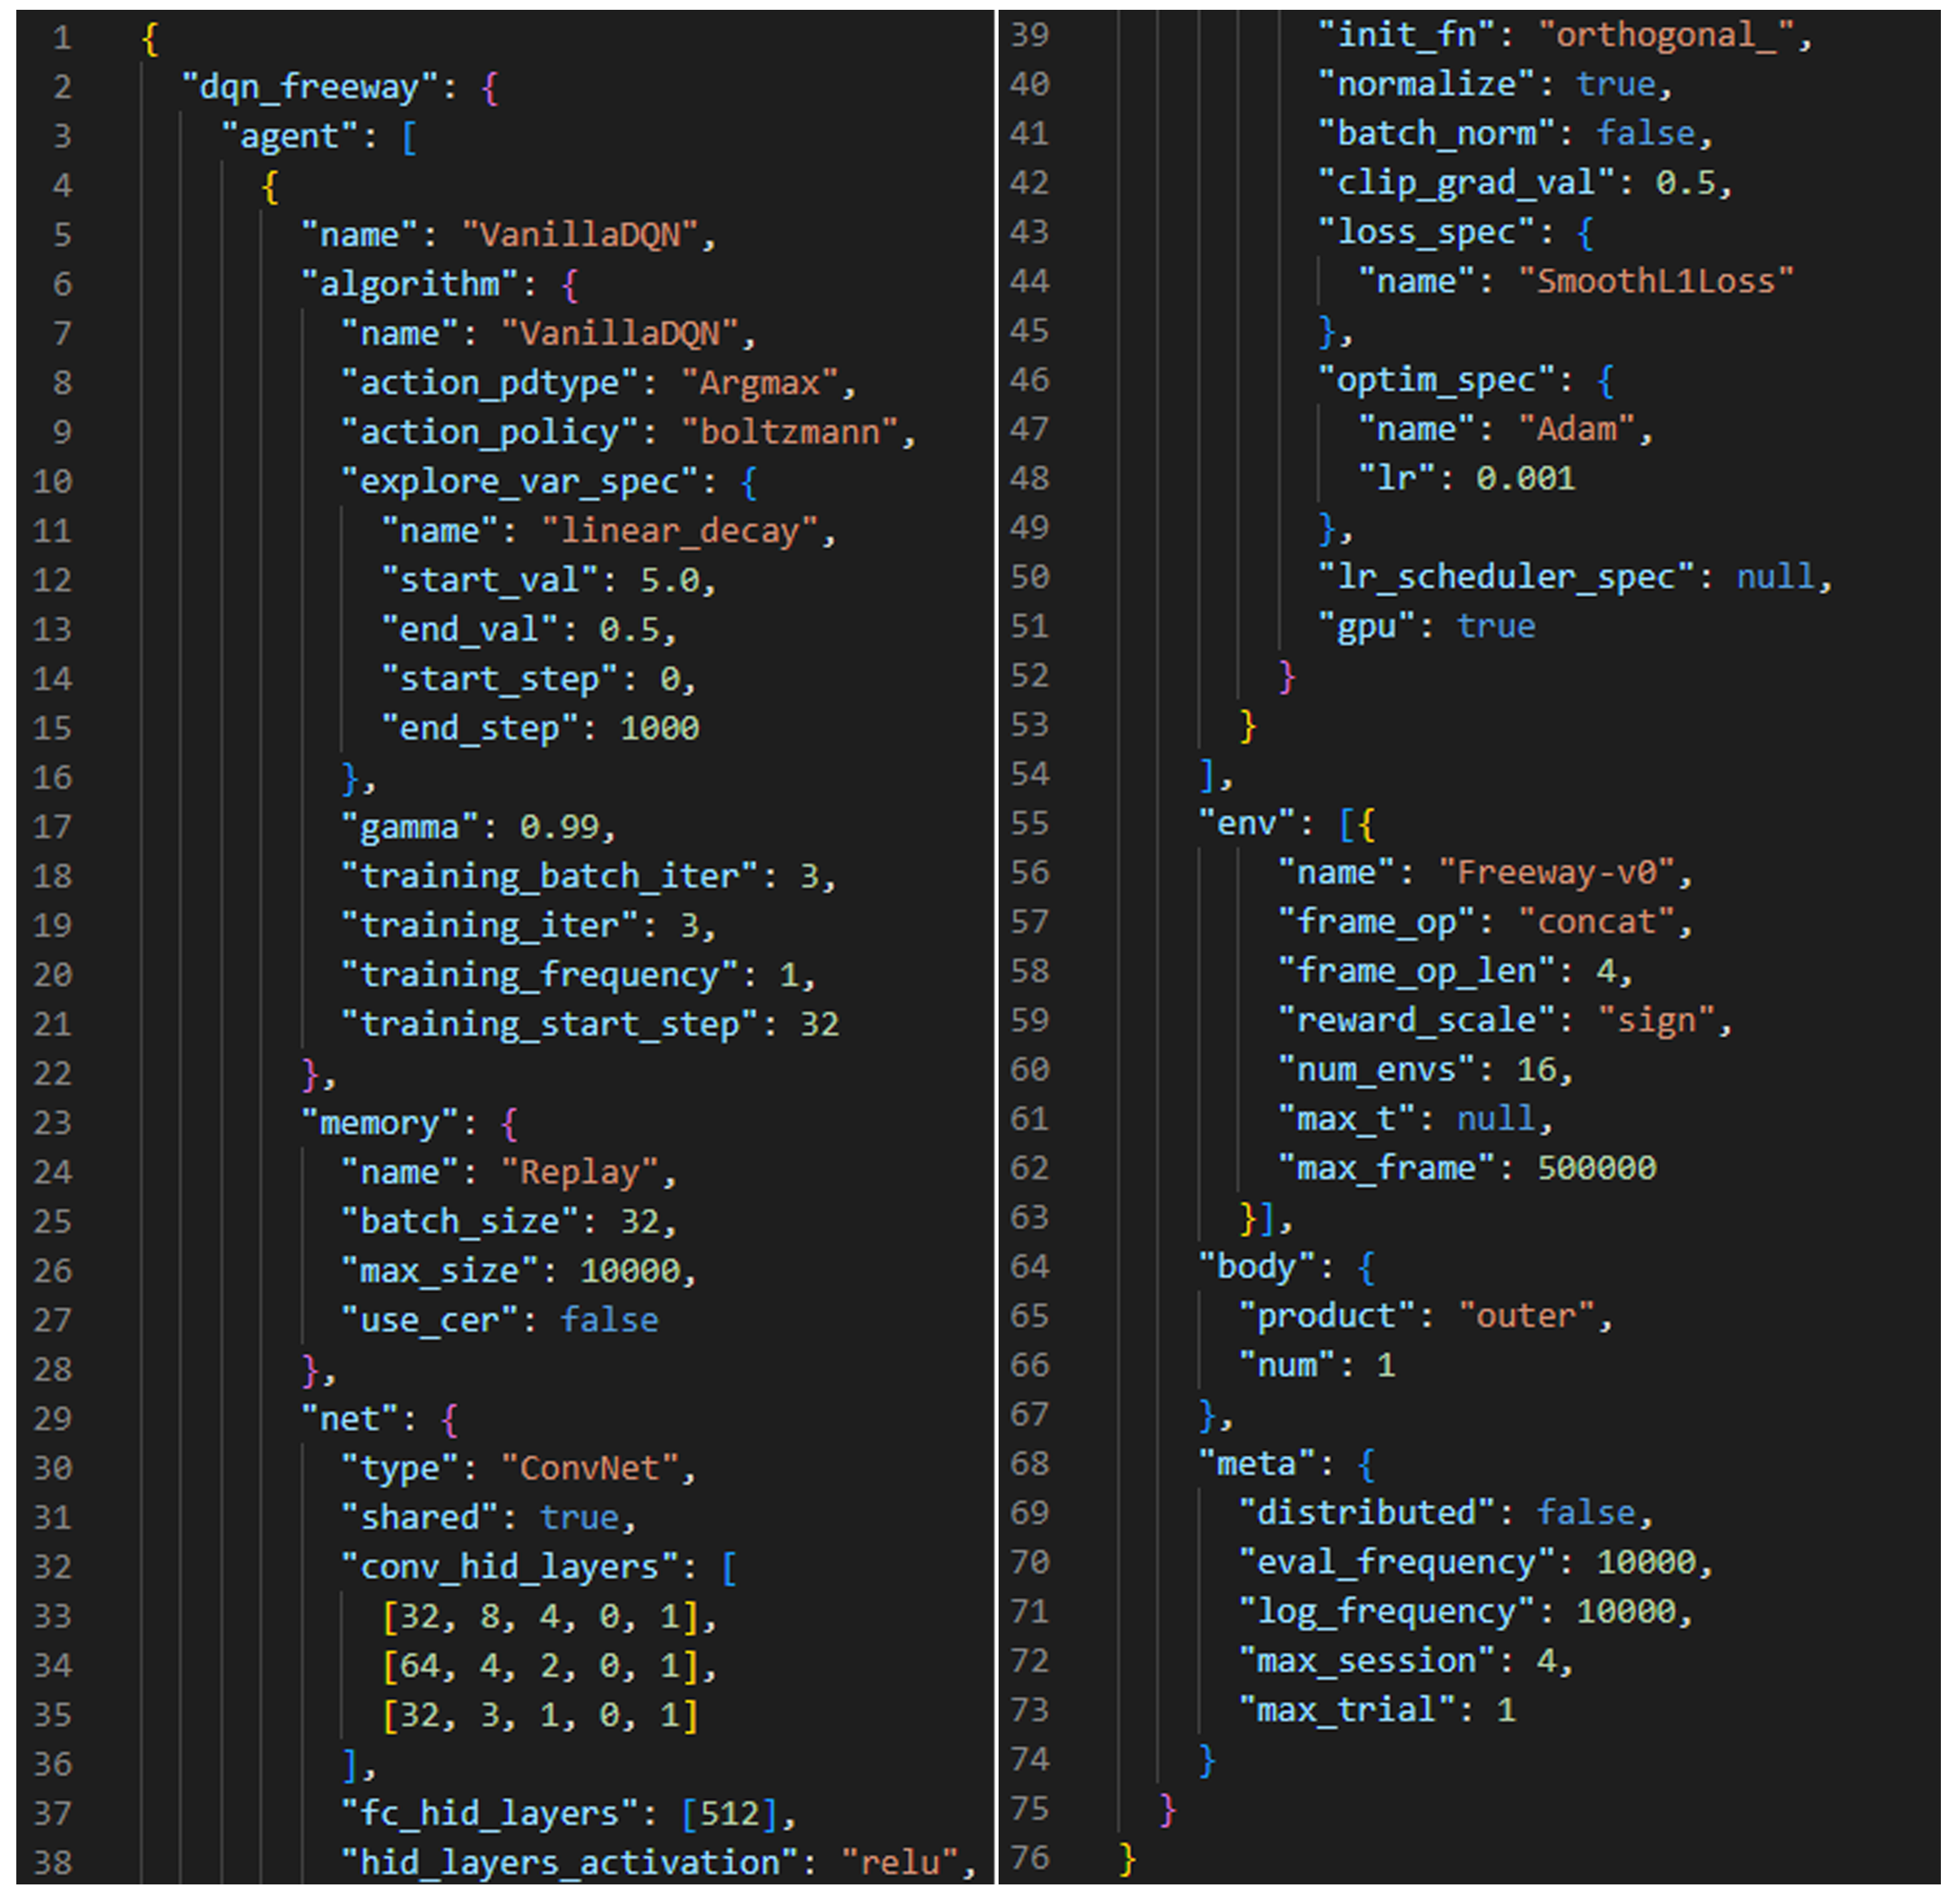 1 {
2 "dqn_freeway": {
3 "agent": [
4 {
5 "name": "VanillaDQN",
6 "algorithm": {
7 "name": "VanillaDQN",
8 "action_pdtype": "Argmax",
9 "action_policy": "boltzmann",
10 "explore_var_spec": {
11 "name": "linear_decay",
12 "start_val": 5.0,
13 "end_val": 0.5,
14 "start_step": 0,
15 "end_step": 1000
16 },
17 "gamma": 0.99,
18 "training_batch_iter": 3,
19 "training_iter": 3,
20 "training_frequency": 1,
21 "training_start_step": 32
22 },
23 "memory": {
24 "name": "Replay",
25 "batch_size": 32,
26 "max_size": 10000,
27 "use_cer": false
28 },
29 "net": {
30 "type": "ConvNet",
31 "shared": true,
32 "conv_hid_layers": [
33 [32, 8, 4, 0, 1],
34 [64, 4, 2, 0, 1],
35 [32, 3, 1, 0, 1]
36 ],
37 "fc_hid_layers": [512],
38 "hid_layers_activation": "relu",
39 "init_fn": "orthogonal_",
40 "normalize": true,
41 "batch_norm": false,
42 "clip_grad_val": 0.5,
43 "loss_spec": {
44 "name": "SmoothL1Loss"
45 },
46 "optim_spec": {
47 "name": "Adam",
48 "lr": 0.001
49 },
50 "lr_scheduler_spec": null,
51 "gpu": true
52 }
53 }
54 ],
55 "env": [{
56 "name": "Freeway-v0",
57 "frame_op": "concat",
58 "frame_op_len": 4,
59 "reward_scale": "sign",
60 "num_envs": 16,
61 "max_t": null,
62 "max_frame": 500000
63 }],
64 "body": {
65 "product": "outer",
66 "num": 1
67 },
68 "meta": {
69 "distributed": false,
70 "eval_frequency": 10000,
71 "log_frequency": 10000,
72 "max_session": 4,
73 "max_trial": 1
74 }
75 }
76 }